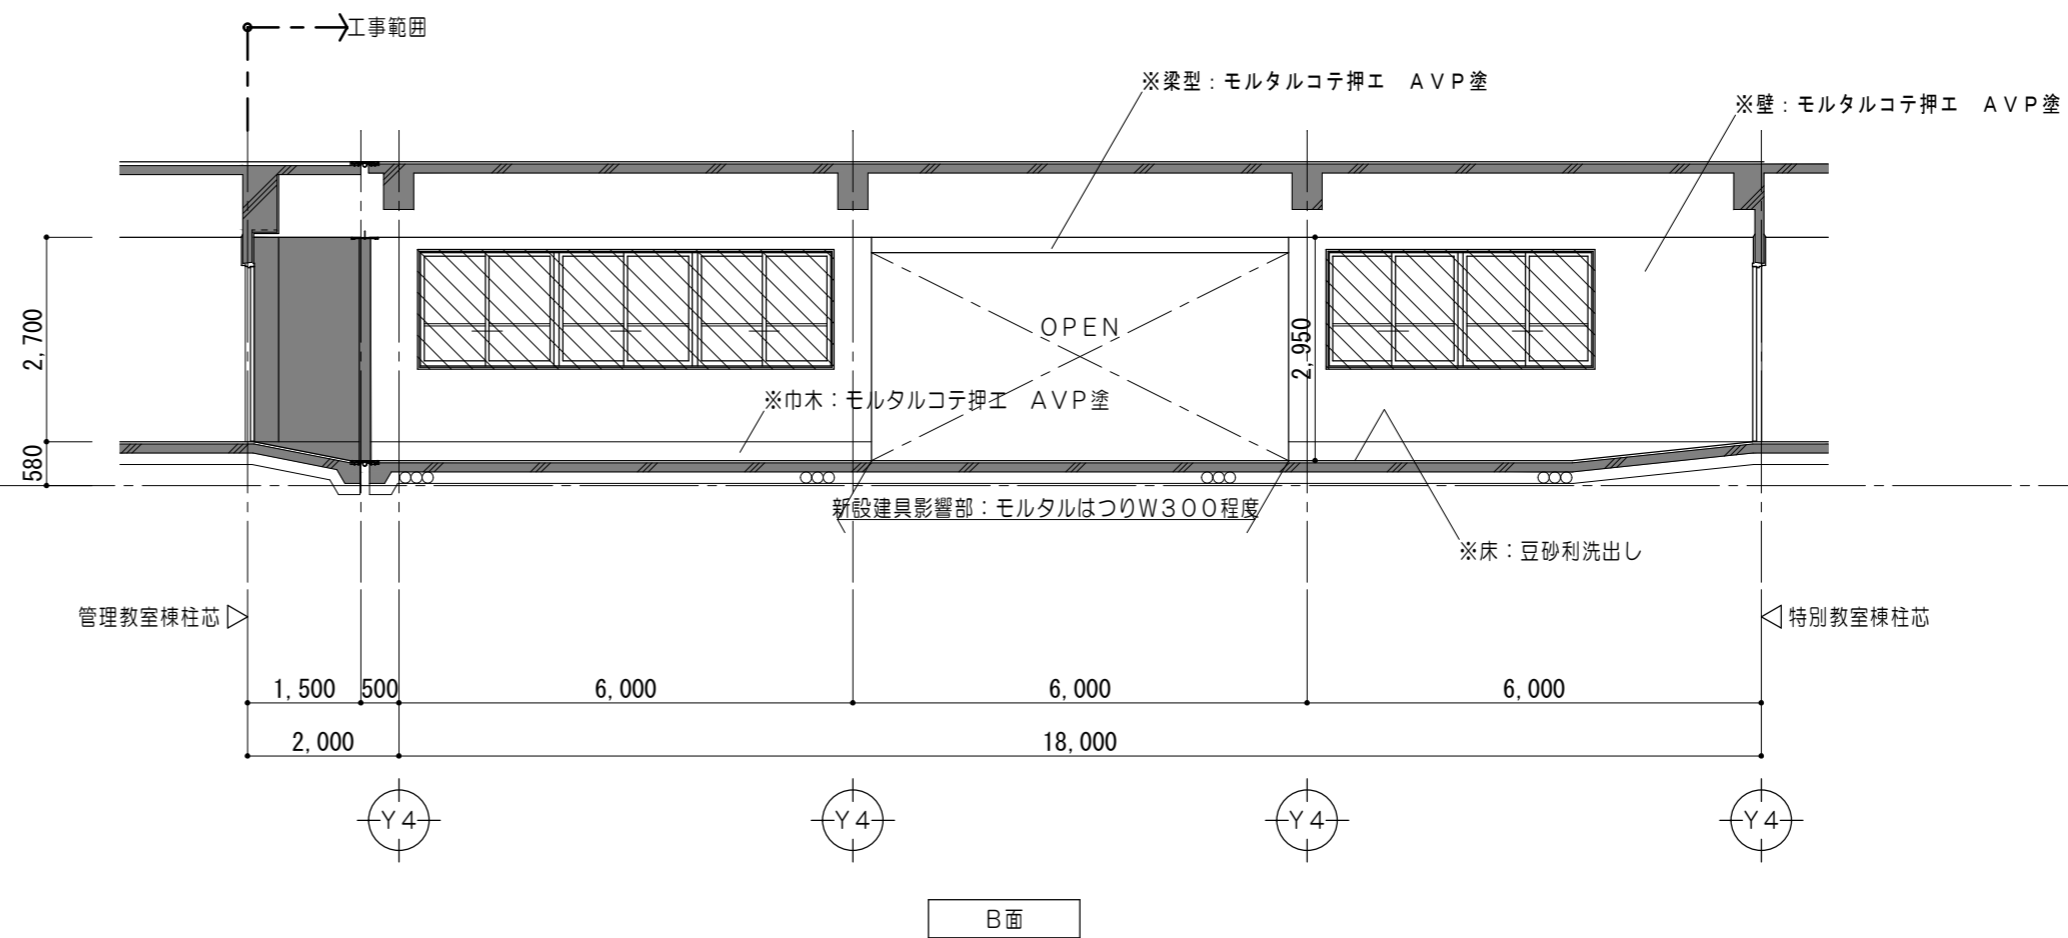 工事範囲
※梁型：モルタルコテ押エ　ＡＶＰ塗
※壁：モルタルコテ押エ　ＡＶＰ塗
2,700
580
OPEN
2,950
※巾木：モルタルコテ押エ　ＡＶＰ塗
新設建具影響部：モルタルはつりＷ３００程度
※床：豆砂利洗出し
管理教室棟柱芯
特別教室棟柱芯
1,500 500 6,000 6,000 6,000
2,000 18,000
Ｙ４ Ｙ４ Ｙ４ Ｙ４
Ｂ面